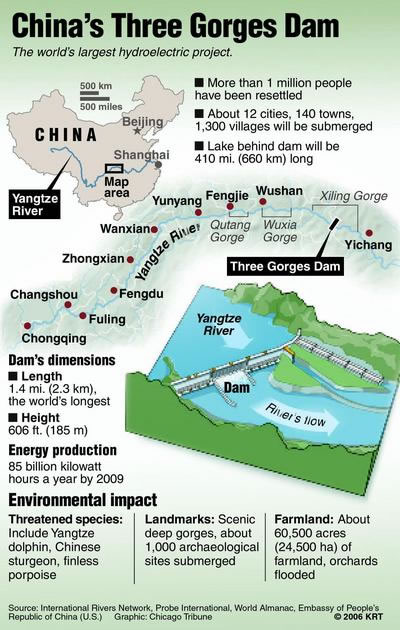 China's Three Gorges Dam
The world's largest hydroelectric project.
500 km
500 miles
CHINA
Beijing
Shanghai
Map
area
Yangtze
River
■ More than 1 million people
have been resettled
■ About 12 cities, 140 towns,
1,300 villages will be submerged
■ Lake behind dam will be
410 mi. (660 km) long
Yunyang
Fengjie
Wushan
Xiling Gorge
Wanxian
Yangtze River
Qutang
Gorge
Wuxia
Gorge
Yichang
Zhongxian
Three Gorges Dam
Changshou
Fengdu
Fuling
Chongqing
Yangtze
River
Dam
River's flow
Dam's dimensions
■ Length
1.4 mi. (2.3 km),
the world's longest
■ Height
606 ft. (185 m)
Energy production
85 billion kilowatt
hours a year by 2009
Environmental impact
Threatened species:
Include Yangtze
dolphin, Chinese
sturgeon, finless
porpoise
Landmarks: Scenic
deep gorges, about
1,000 archaeological
sites submerged
Farmland: About
60,500 acres
(24,500 ha) of
farmland, orchards
flooded
Source: International Rivers Network, Probe International, World Almanac, Embassy of People's
Republic of China (U.S.) Graphic: Chicago Tribune
© 2006 KRT